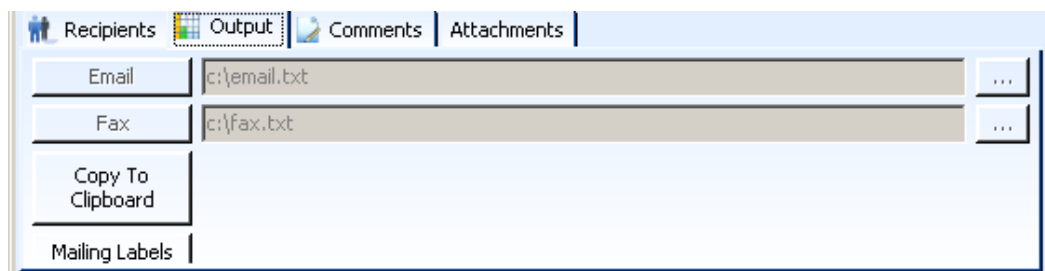 Recipients Output Comments Attachments
Email c:\email.txt ...
Fax c:\fax.txt ...
Copy To
Clipboard
Mailing Labels